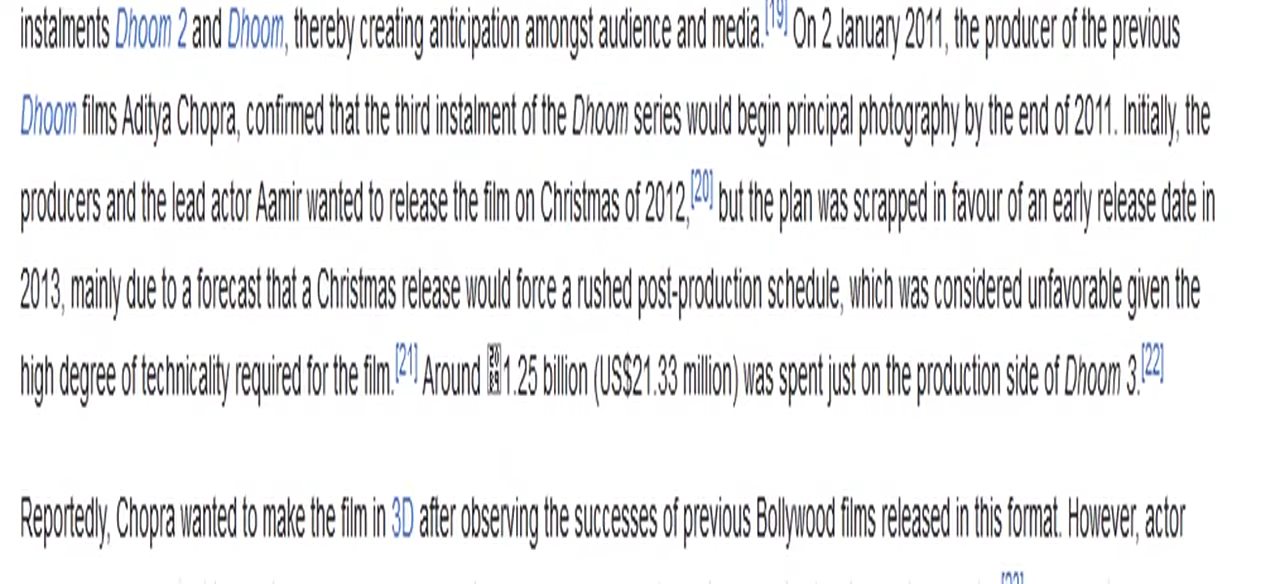 instalments Dhoom 2 and Dhoom, thereby creating anticipation amongst audience and media.[19] On 2 January 2011, the producer of the previous
Dhoom films Aditya Chopra, confirmed that the third instalment of the Dhoom series would begin principal photography by the end of 2011. Initially, the
producers and the lead actor Aamir wanted to release the film on Christmas of 2012,[20] but the plan was scrapped in favour of an early release date in
2013, mainly due to a forecast that a Christmas release would force a rushed post-production schedule, which was considered unfavorable given the
high degree of technicality required for the film.[21] Around 1.25 billion (US$21.33 million) was spent just on the production side of Dhoom 3.[22]
Reportedly, Chopra wanted to make the film in 3D after observing the successes of previous Bollywood films released in this format. However, actor